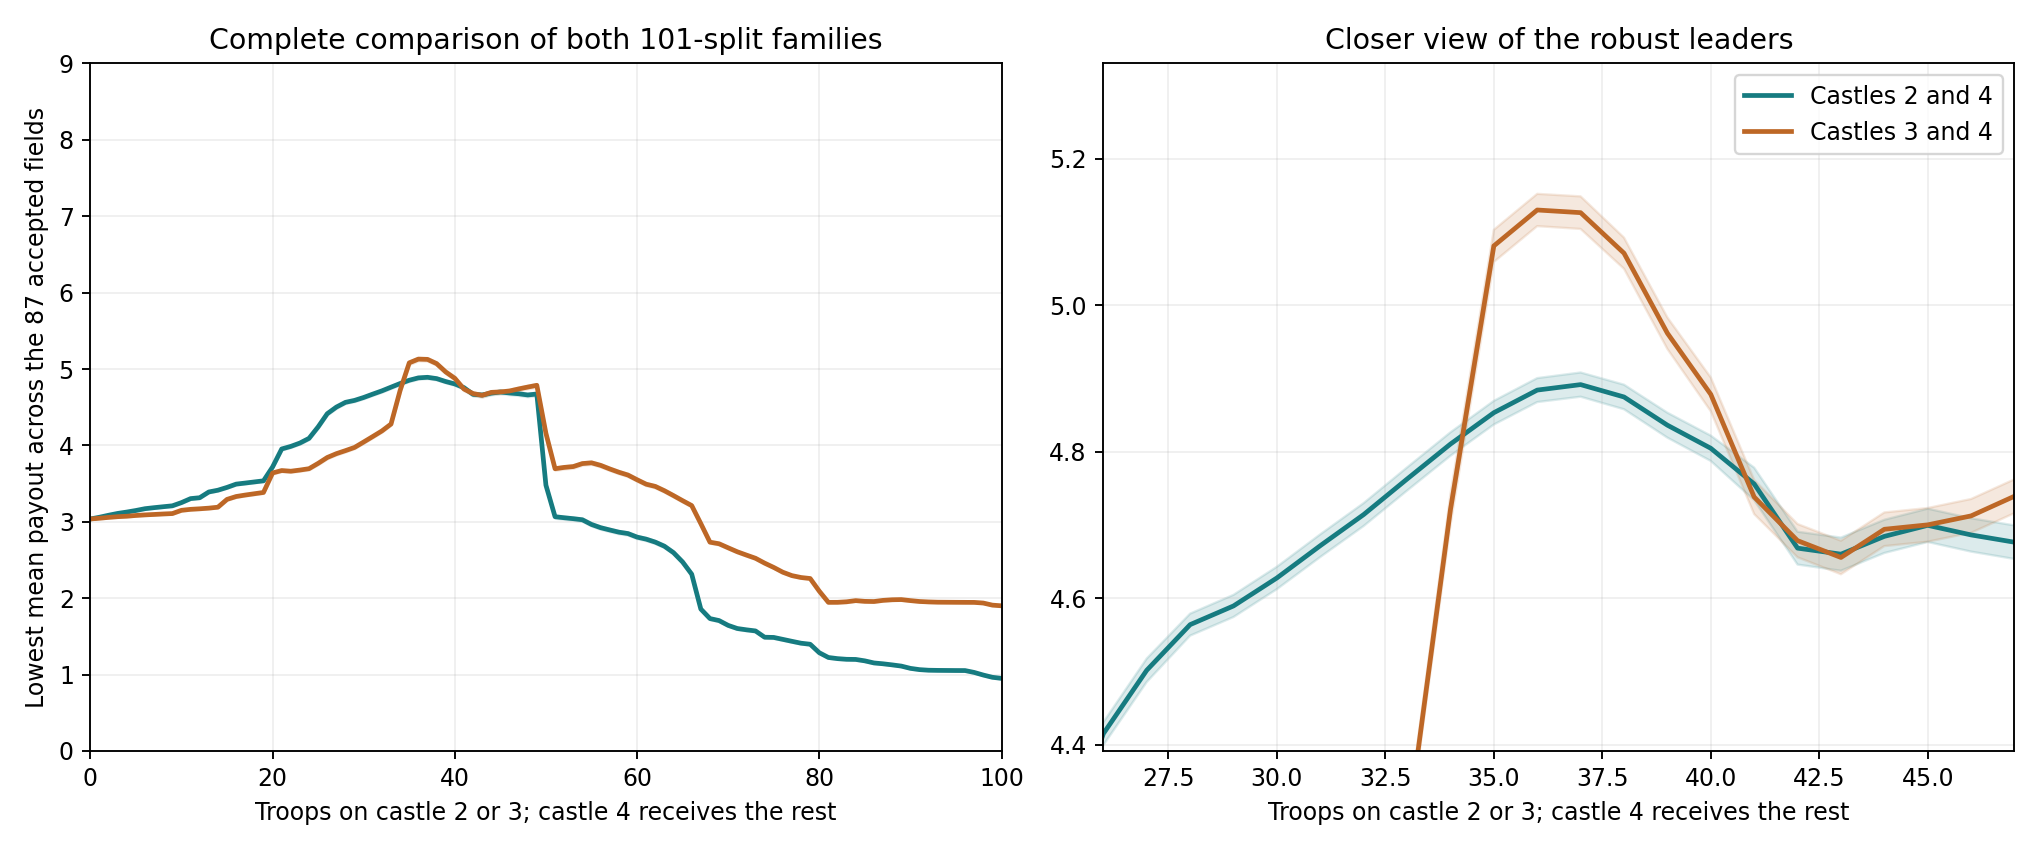 Complete comparison of both 101-split families
Lowest mean payout across the 87 accepted fields
9
8
7
6
5
4
3
2
1
0
0 20 40 60 80 100
Troops on castle 2 or 3; castle 4 receives the rest
Closer view of the robust leaders
Castles 2 and 4
Castles 3 and 4
5.2
5.0
4.8
4.6
4.4
27.5 30.0 32.5 35.0 37.5 40.0 42.5 45.0
Troops on castle 2 or 3; castle 4 receives the rest